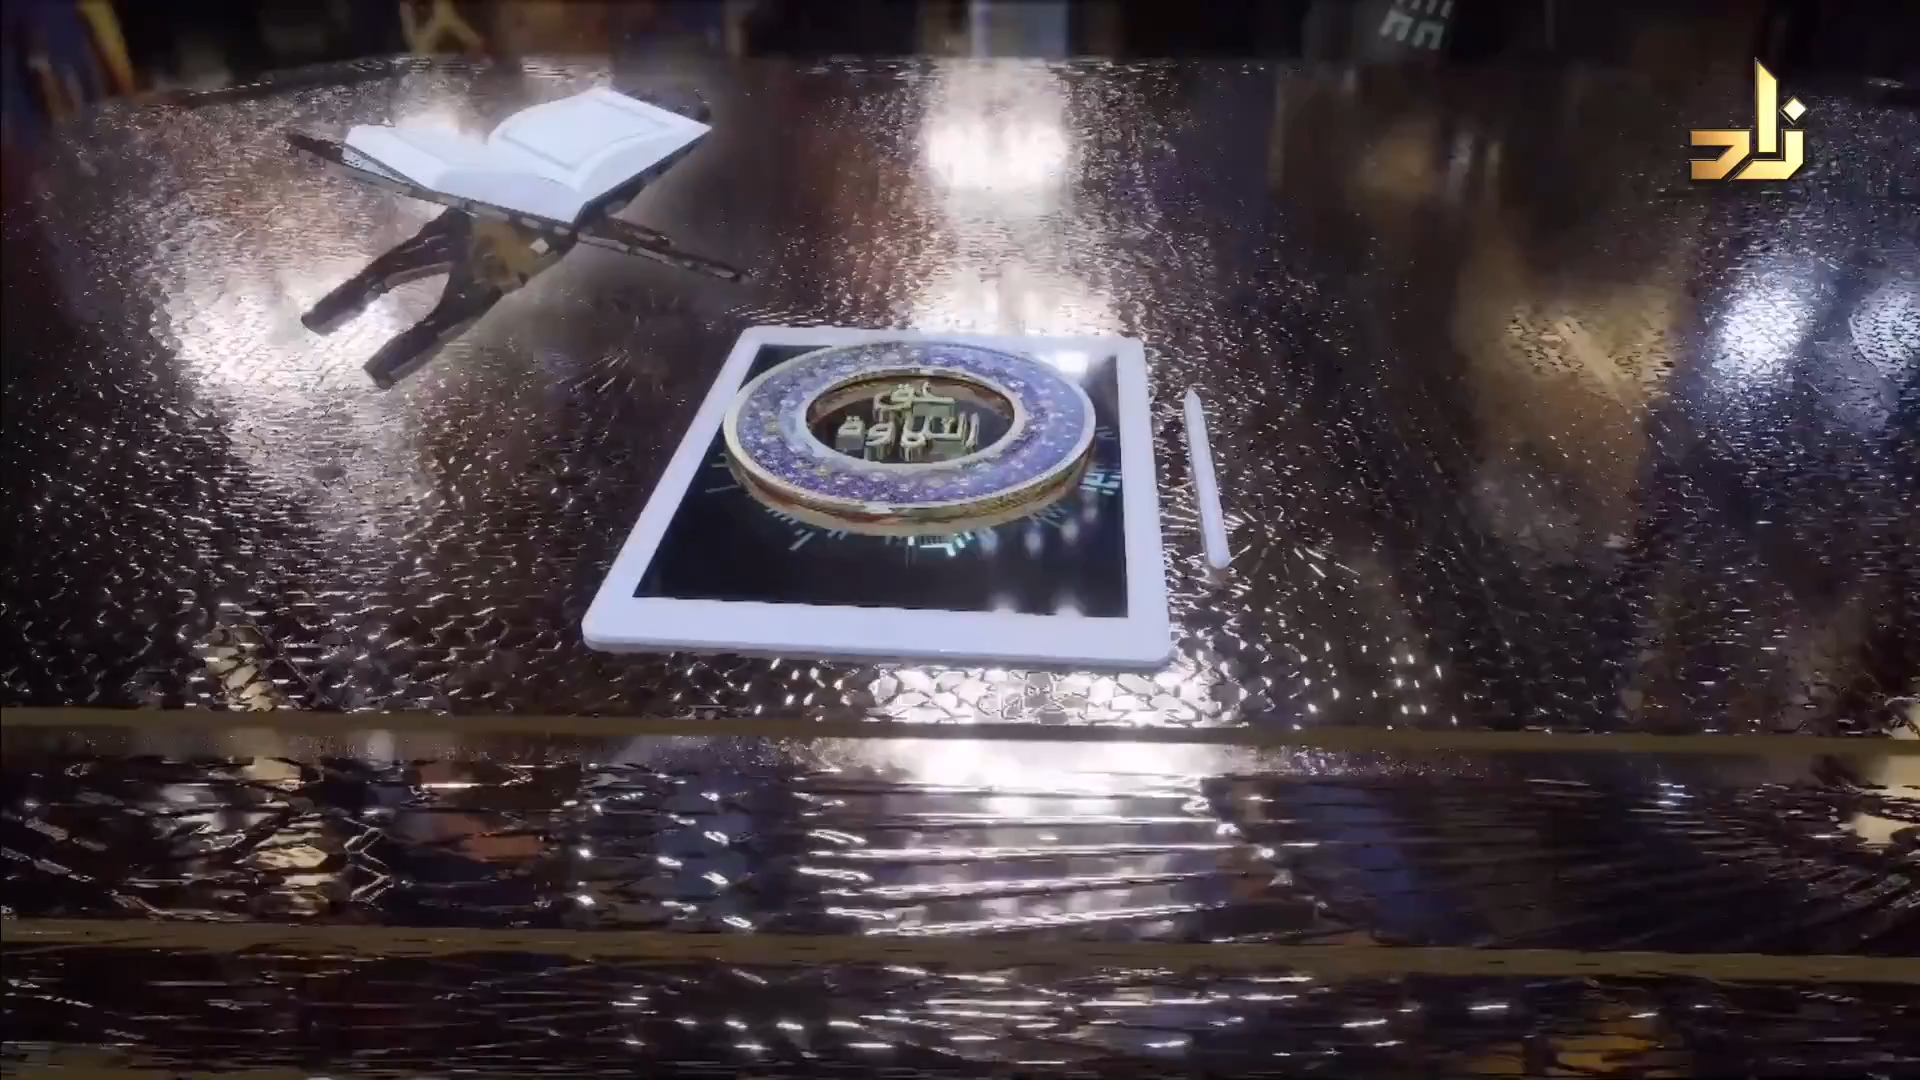 زاد
حق
التلاوة